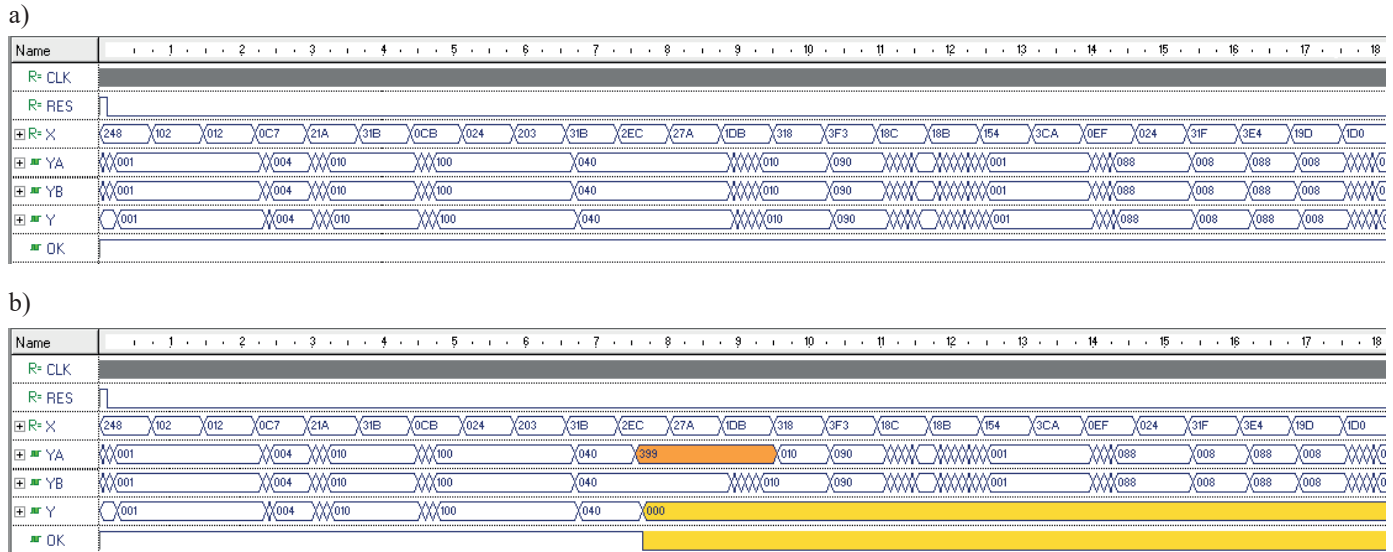 a)
Name 1 2 3 4 5 6 7 8 9 10 11 12 13 14 15 16 17 18
R= CLK
R= RES
R= X 248 102 012 0C7 21A 31B 0CB 024 203 31B 2EC 27A 1DB 318 3F3 18C 18B 154 3CA 0EF 024 31F 3E4 19D 1D0
YA 001 004 010 100 040 010 090 001 088 008 088 008
YB 001 004 010 100 040 010 090 001 088 008 088 008
Y 001 004 010 100 040 010 090 001 088 008 088 008
OK
b)
Name 1 2 3 4 5 6 7 8 9 10 11 12 13 14 15 16 17 18
R= CLK
R= RES
R= X 248 102 012 0C7 21A 31B 0CB 024 203 31B 2EC 27A 1DB 318 3F3 18C 18B 154 3CA 0EF 024 31F 3E4 19D 1D0
YA 001 004 010 100 040 399 010 090 001 088 008 088 008
YB 001 004 010 100 040 010 090 001 088 008 088 008
Y 001 004 010 100 040 000
OK